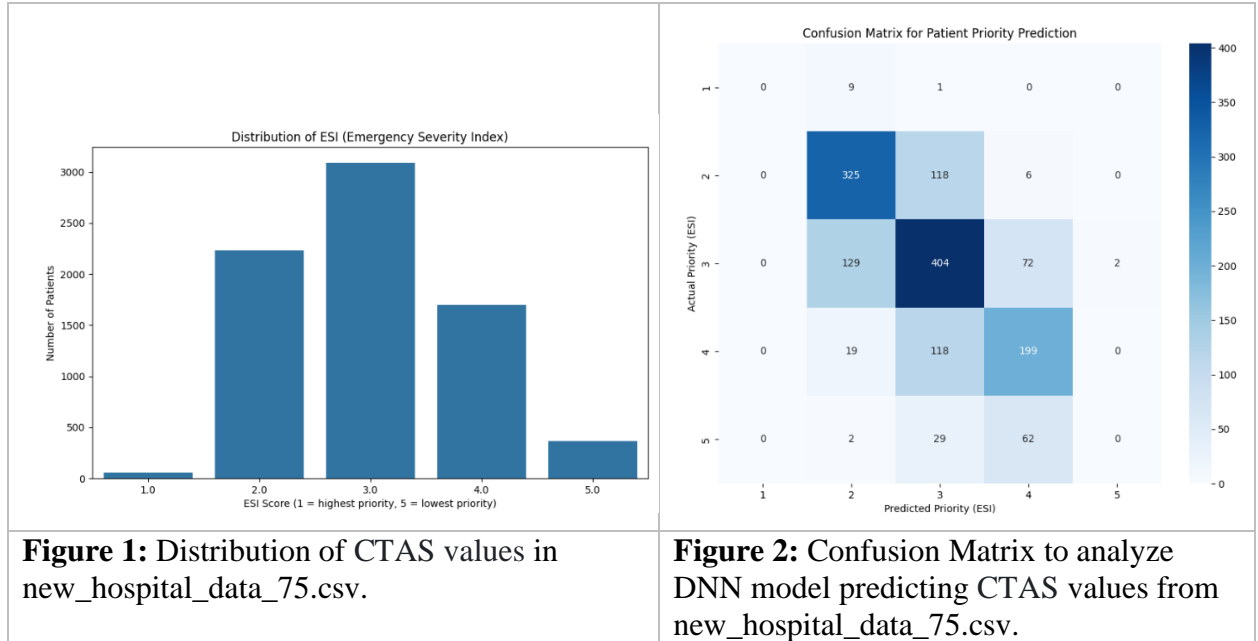 Distribution of ESI (Emergency Severity Index)
Number of Patients
3000
2500
2000
1500
1000
500
0
1.0 2.0 3.0 4.0 5.0
ESI Score (1 = highest priority, 5 = lowest priority)
Confusion Matrix for Patient Priority Prediction
Actual Priority (ESI)
1 0 9 1 0 0
2 0 325 118 6 0
3 0 129 404 72 2
4 0 19 118 199 0
5 0 2 29 62 0
1 2 3 4 5
Predicted Priority (ESI)
400
350
300
250
200
150
100
50
0
Figure 1: Distribution of CTAS values in
new_hospital_data_75.csv.
Figure 2: Confusion Matrix to analyze
DNN model predicting CTAS values from
new_hospital_data_75.csv.